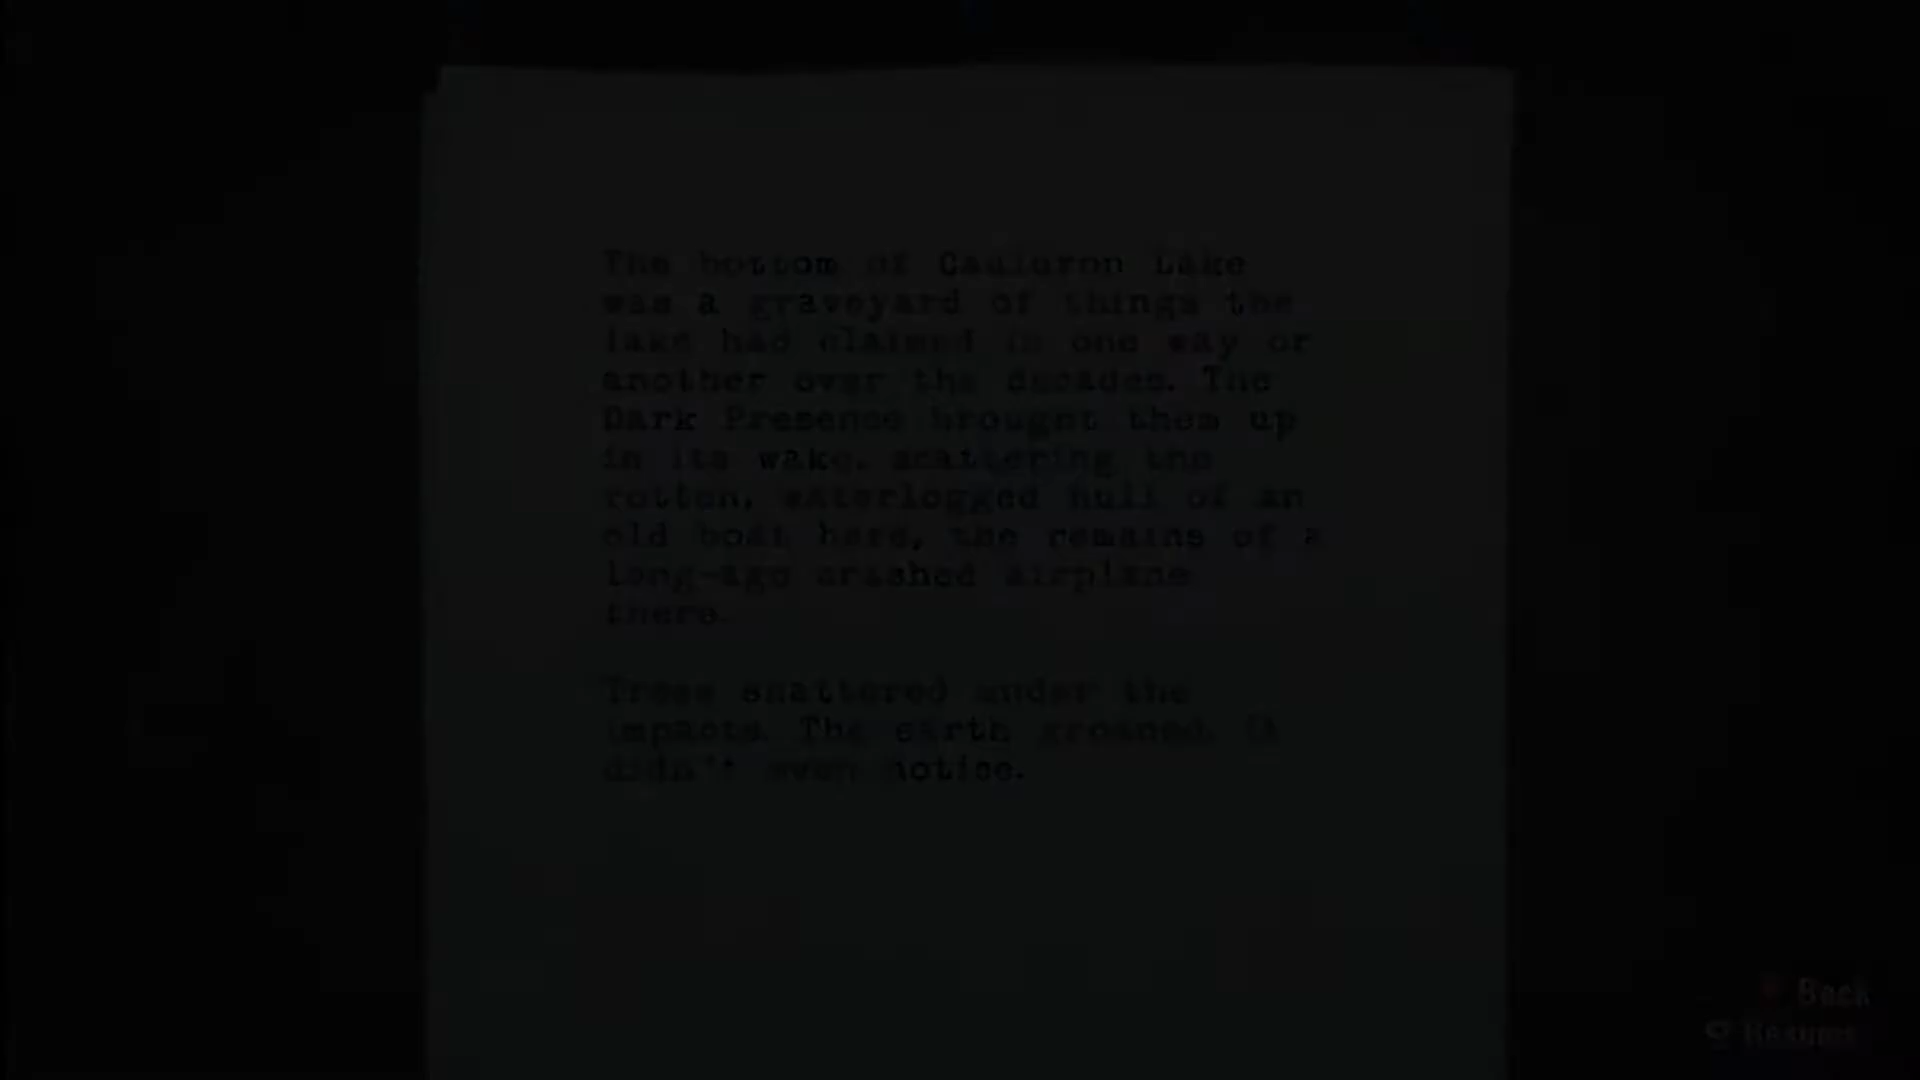 The bottom of Cauldron Lake
was a graveyard of things the
lake had claimed in one way or
another over the decades. The
Dark Presence brought them up
in its wake, scattering the
rotten, waterlogged hull of an
old boat here, the remains of a
long-ago crashed airplane
there.
Trees shattered under the
impacts. The earth groaned. It
didn't even notice.
Back
Resume